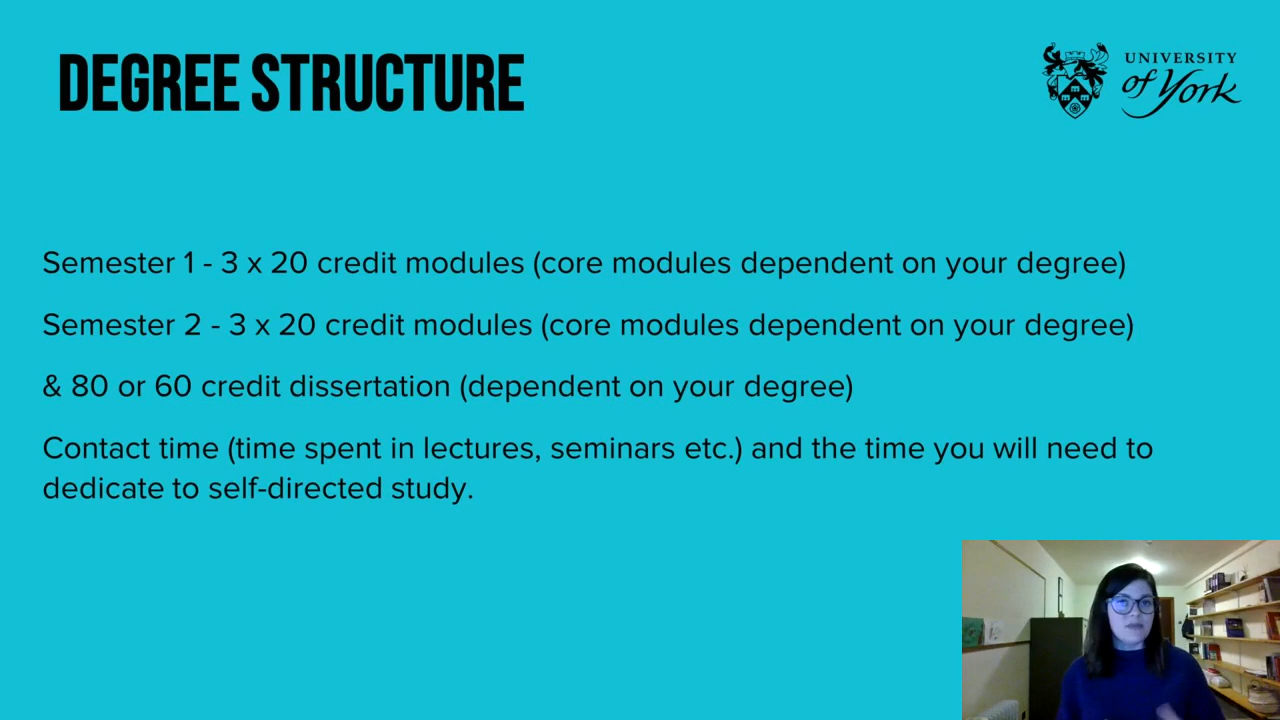 DEGREE STRUCTURE
UNIVERSITY
of York
Semester 1 - 3 x 20 credit modules (core modules dependent on your degree)
Semester 2 - 3 x 20 credit modules (core modules dependent on your degree)
& 80 or 60 credit dissertation (dependent on your degree)
Contact time (time spent in lectures, seminars etc.) and the time you will need to
dedicate to self-directed study.